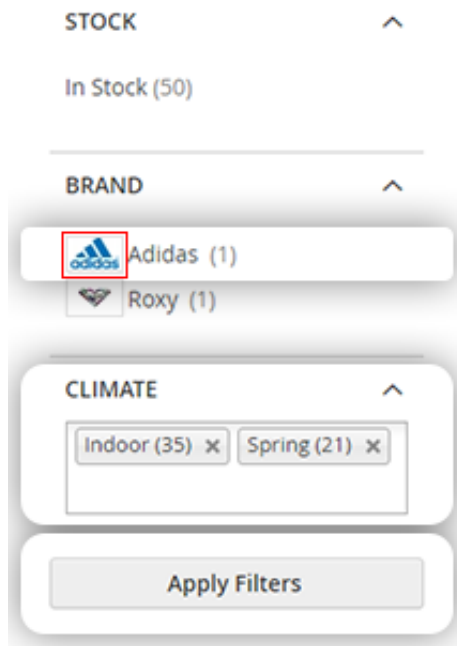 STOCK
In Stock (50)
BRAND
adidas Adidas (1)
Roxy (1)
CLIMATE
Indoor (35) × Spring (21) ×
Apply Filters